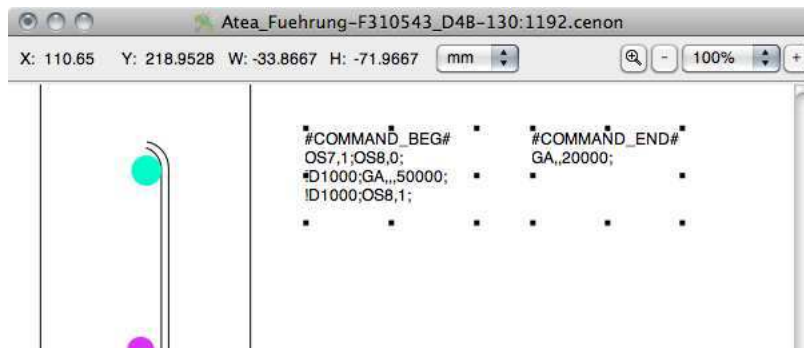 Atea_Fuehrung-F310543_D4B-130:1192.cenon
X: 110.65 Y: 218.9528 W: -33.8667 H: -71.9667 mm - 100% +
#COMMAND_BEG#
OS7,1;OS8,0;
!D1000;GA,,,50000;
!D1000;OS8,1;
#COMMAND_END#
GA,,20000;